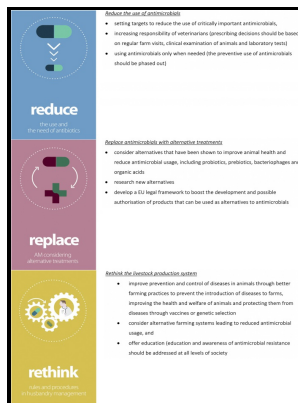 Reduce the use of antimicrobials
• setting targets to reduce the use of critically important antimicrobials,
• increasing responsibility of veterinarians (prescribing decisions should be based
on regular farm visits, clinical examination of animals and laboratory tests)
• using antimicrobials only when needed (the preventive use of antimicrobials
should be phased out)
reduce
the use and
the need of antibiotics
Replace antimicrobials with alternative treatments
• consider alternatives that have been shown to improve animal health and
reduce antimicrobial usage, including probiotics, prebiotics, bacteriophages and
organic acids
• research new alternatives
• develop a EU legal framework to boost the development and possible
authorisation of products that can be used as alternatives to antimicrobials
replace
AM considering
alternative treatments
Rethink the livestock production system
• improve prevention and control of diseases in animals through better
farming practices to prevent the introduction of diseases to farms,
improving the health and welfare of animals and protecting them from
diseases through vaccines or genetic selection
• consider alternative farming systems leading to reduced antimicrobial
usage, and
• offer education (education and awareness of antimicrobial resistance
should be addressed at all levels of society
rethink
rules and procedures
in husbandry management